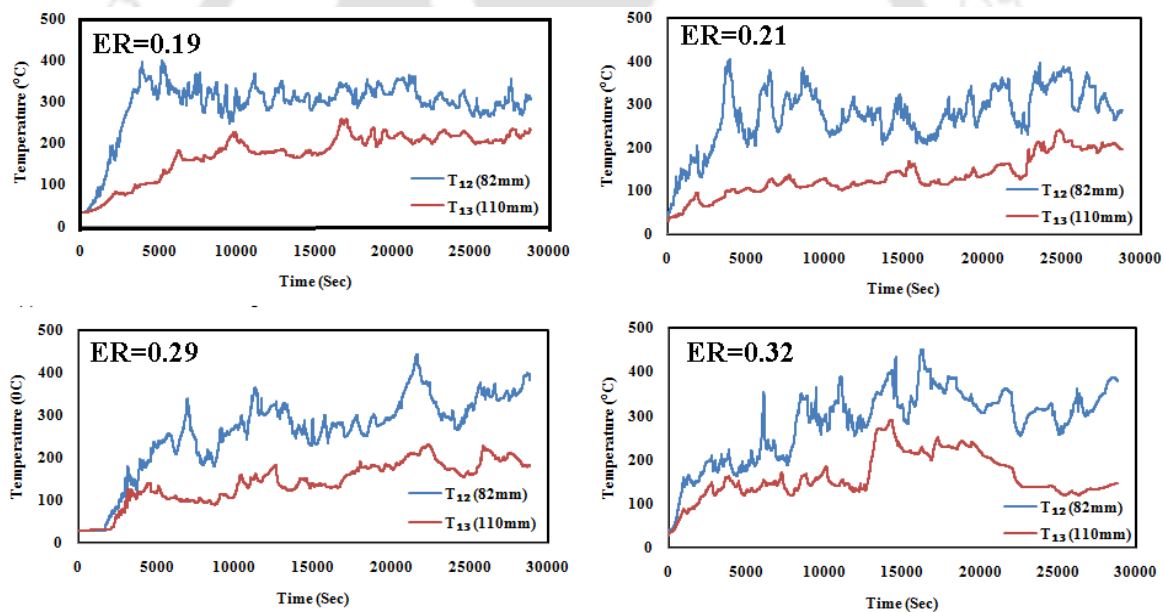 500
400
300
200
100
0
Temperature (⁰C)
ER=0.19
T₁₂ (82mm)
T₁₃ (110mm)
0 5000 10000 15000 20000 25000 30000
Time (Sec)
500
400
300
200
100
0
Temperature (⁰C)
ER=0.21
T₁₂ (82mm)
T₁₃ (110mm)
0 5000 10000 15000 20000 25000 30000
Time (Sec)
500
400
300
200
100
0
Temperature (0C)
ER=0.29
T₁₂ (82mm)
T₁₃ (110mm)
0 5000 10000 15000 20000 25000 30000
Time (Sec)
500
400
300
200
100
0
Temperature (⁰C)
ER=0.32
T₁₂ (82mm)
T₁₃ (110mm)
0 5000 10000 15000 20000 25000 30000
Time (Sec)